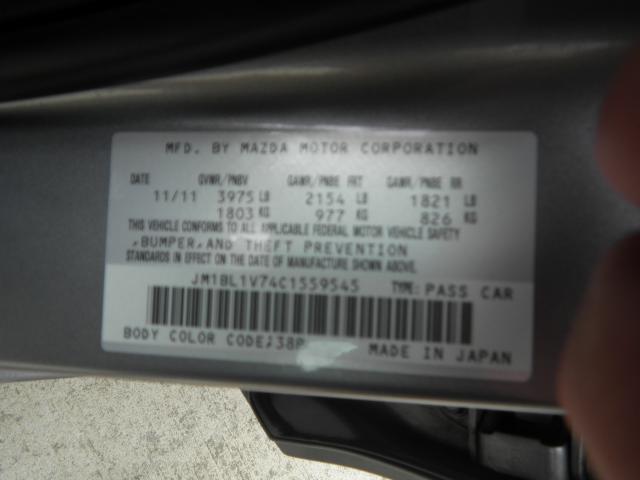 MFD. BY MAZDA MOTOR CORPORATION
DATE GVWR/PNBV GAWR/PNBE FRT GAWR/PNBE RR
11/11 3975 LB 2154 LB 1821 LB
1803 KG 977 KG 826 KG
THIS VEHICLE CONFORMS TO ALL APPLICABLE FEDERAL MOTOR VEHICLE SAFETY
,BUMPER,AND THEFT PREVENTION
STANDARDS IN EFFECT ON THE DATE OF MANUFACTURE SHOWN ABOVE.
JM1BL1V74C1559545 TYPE: PASS CAR
BODY COLOR CODE:38P
MADE IN JAPAN